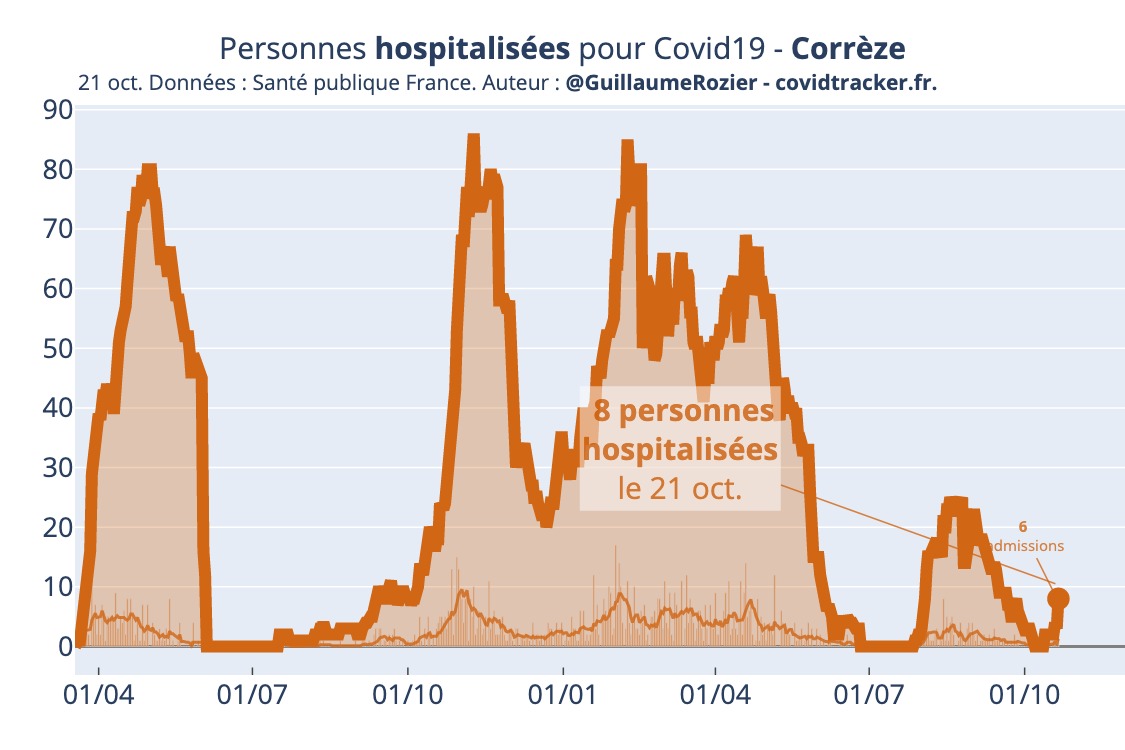 Personnes hospitalisées pour Covid19 - Corrèze
21 oct. Données : Santé publique France. Auteur : @GuillaumeRozier - covidtracker.fr.
90
80
70
60
50
40
30
20
10
0
8 personnes
hospitalisées
le 21 oct.
6
admissions
01/04 01/07 01/10 01/01 01/04 01/07 01/10